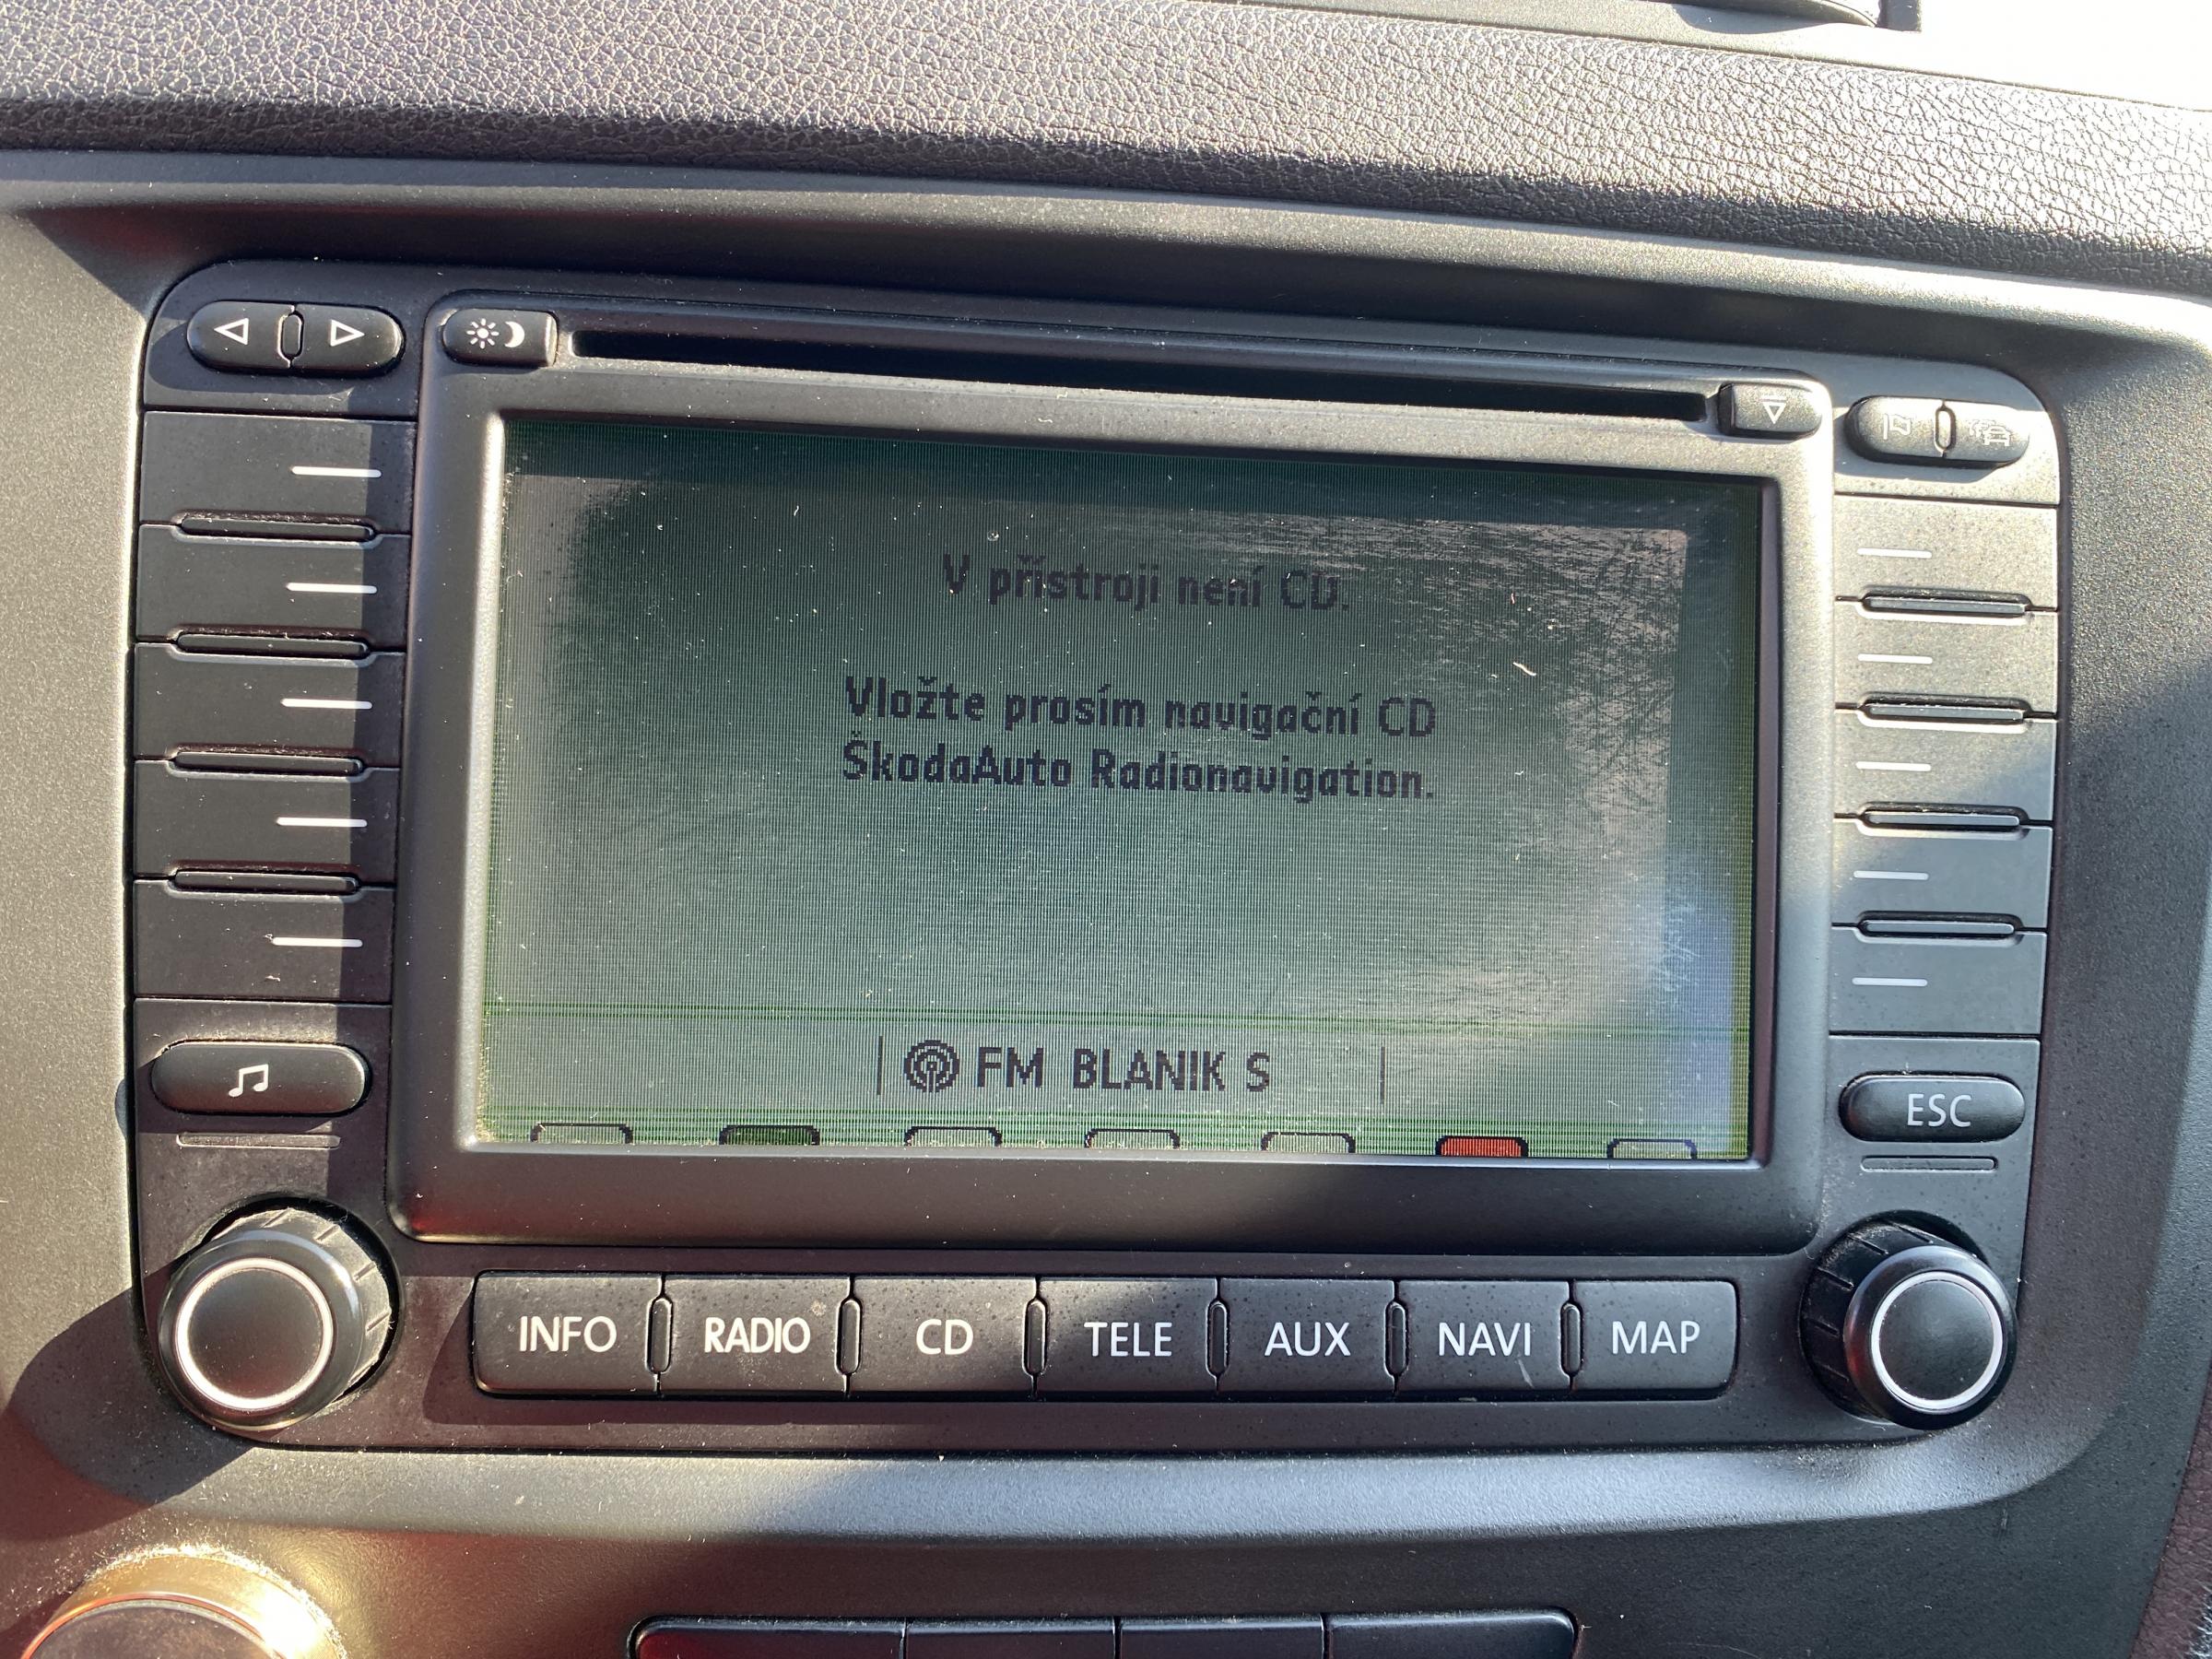 V přístroji není CD.
Vložte prosím navigační CD
ŠkodaAuto Radionavigation.
FM BLANIK S
ESC
INFO RADIO CD TELE AUX NAVI MAP